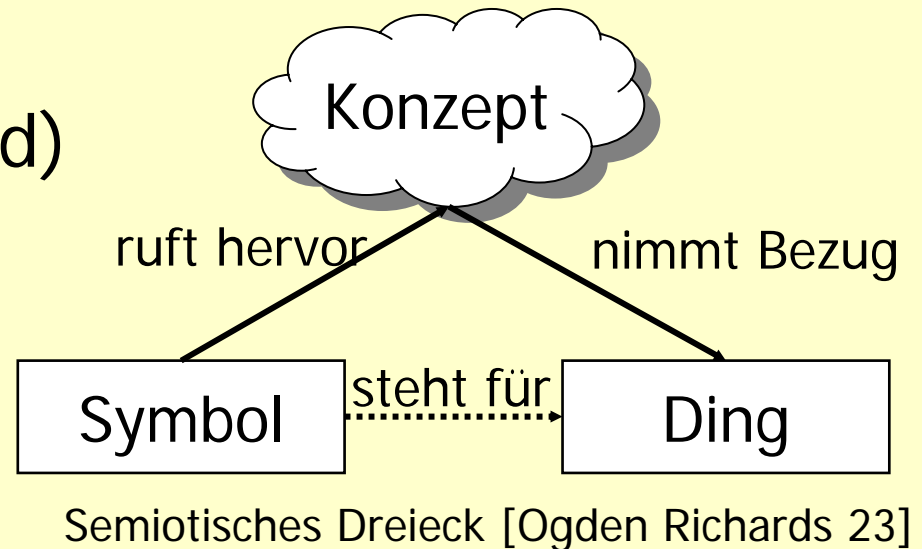 Konzept
d)
ruft hervor
nimmt Bezug
steht für
Symbol
Ding
Semiotisches Dreieck [Ogden Richards 23]